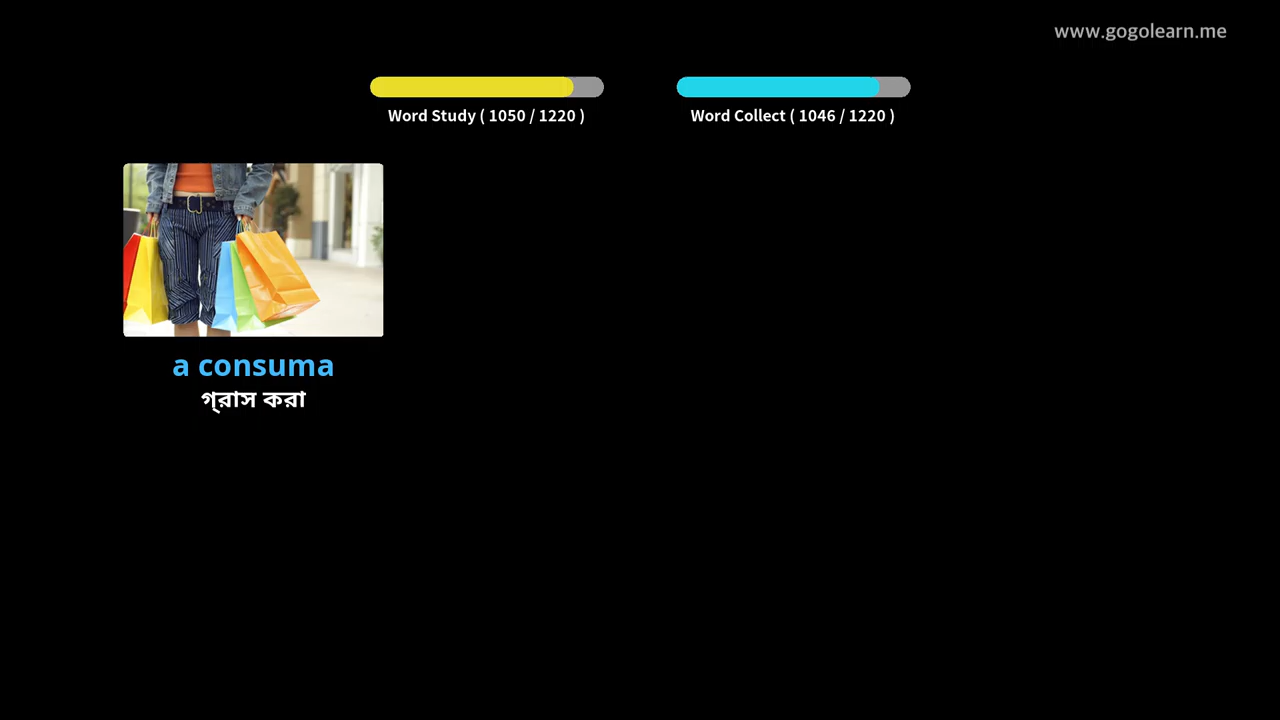 www.gogolearn.me
Word Study ( 1050 / 1220 )
Word Collect ( 1046 / 1220 )
a consuma
গ্রাস করা